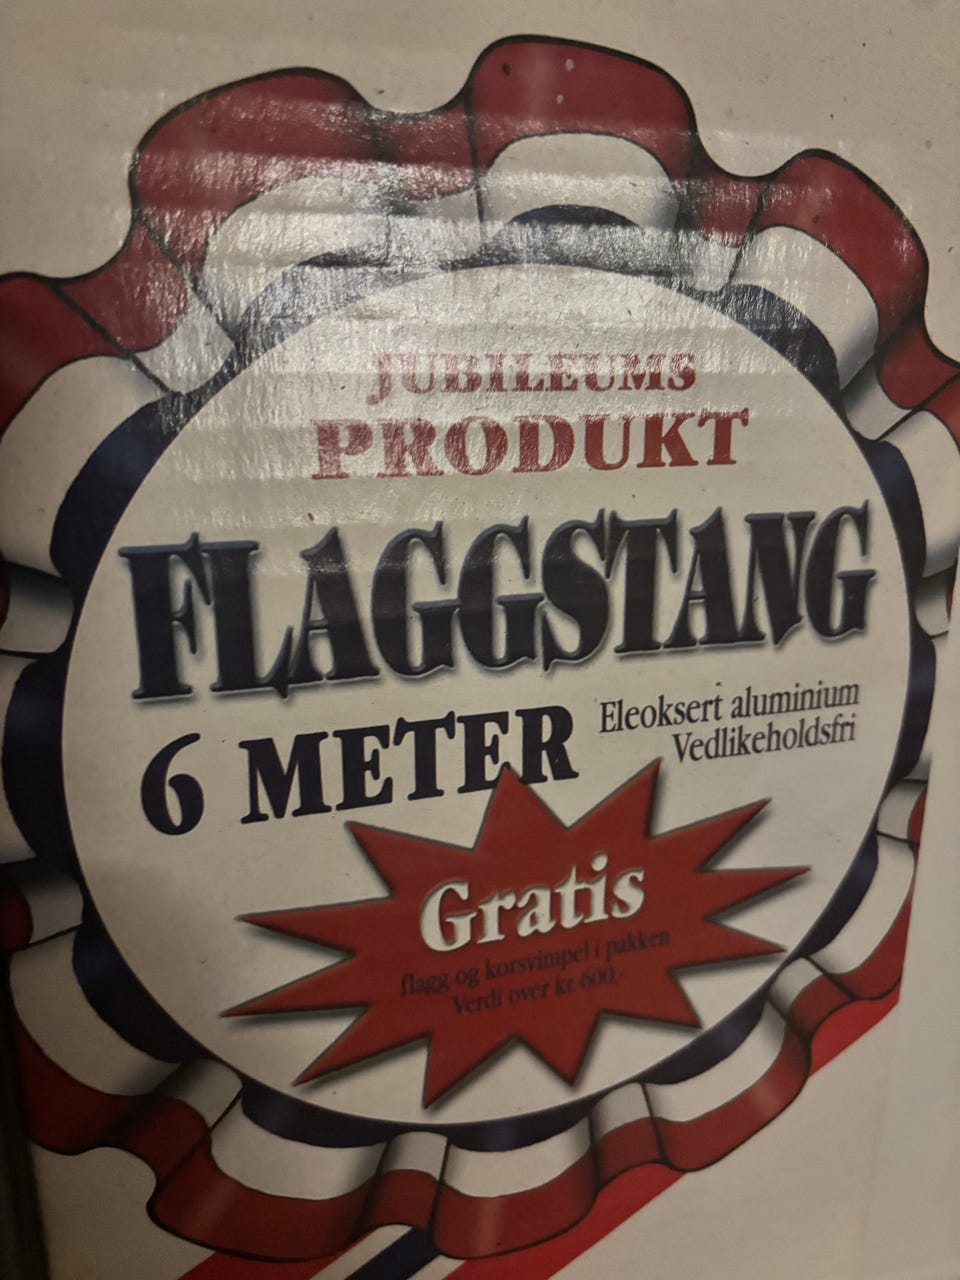 JUBILEUMS
PRODUKT
FLAGGSTANG
6 METER
Eleoksert aluminium
Vedlikeholdsfri
Gratis
flagg og korsvimpel i pakken
Verdi over kr. 600,-